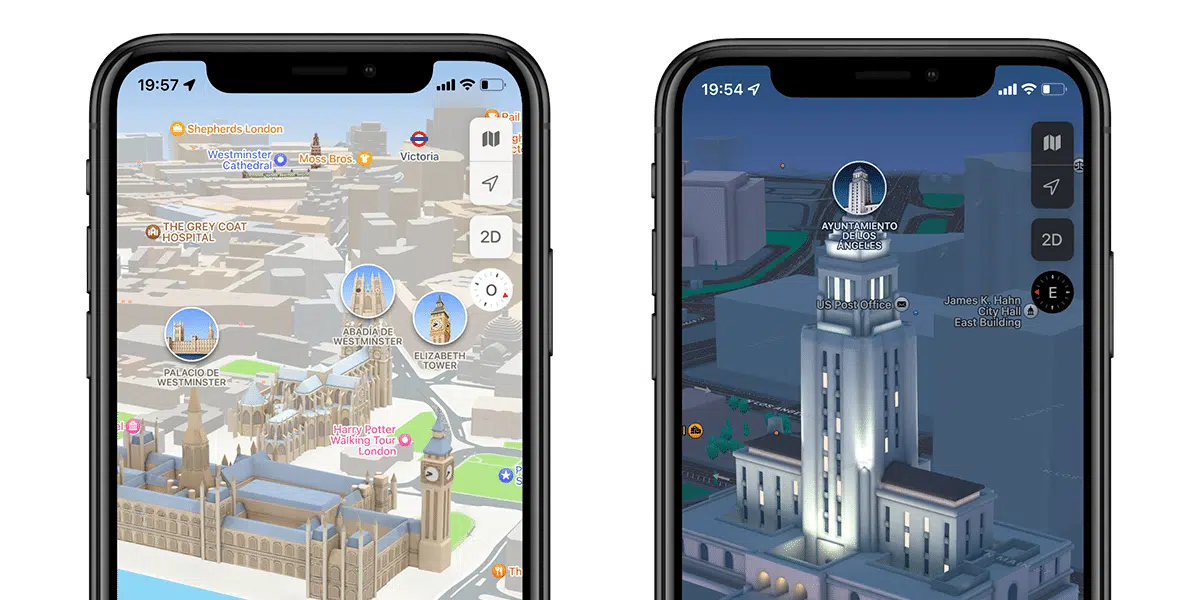 19:57
Shepherds London
Rail
Westminster
Cathedral
Moss Bros.
Victoria
THE GREY COAT
HOSPITAL
2D
O
ABADÍA DE
WESTMINSTER
ELIZABETH
TOWER
PALACIO DE
WESTMINSTER
Harry Potter
Walking Tour
London
19:54
AYUNTAMIENTO
DE LOS
ÁNGELES
2D
E
US Post Office
James K. Hahn
City Hall
East Building